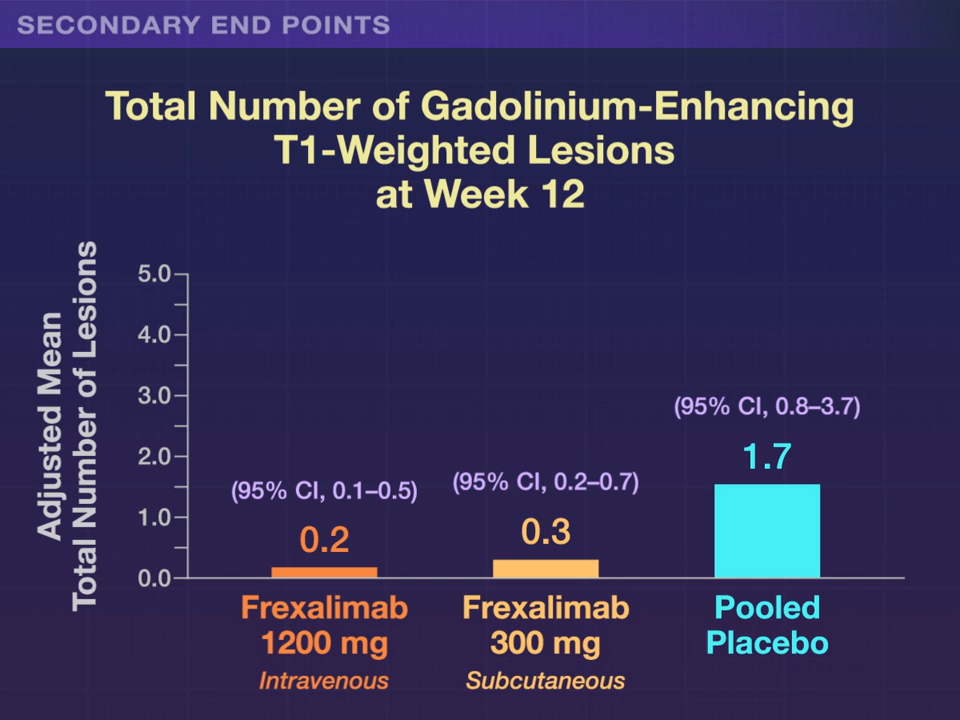 SECONDARY END POINTS
Total Number of Gadolinium-Enhancing
T1-Weighted Lesions
at Week 12
Adjusted Mean
Total Number of Lesions
5.0
4.0
3.0
2.0
1.0
0.0
(95% CI, 0.1–0.5)
0.2
(95% CI, 0.2–0.7)
0.3
(95% CI, 0.8–3.7)
1.7
Frexalimab
1200 mg
Intravenous
Frexalimab
300 mg
Subcutaneous
Pooled
Placebo